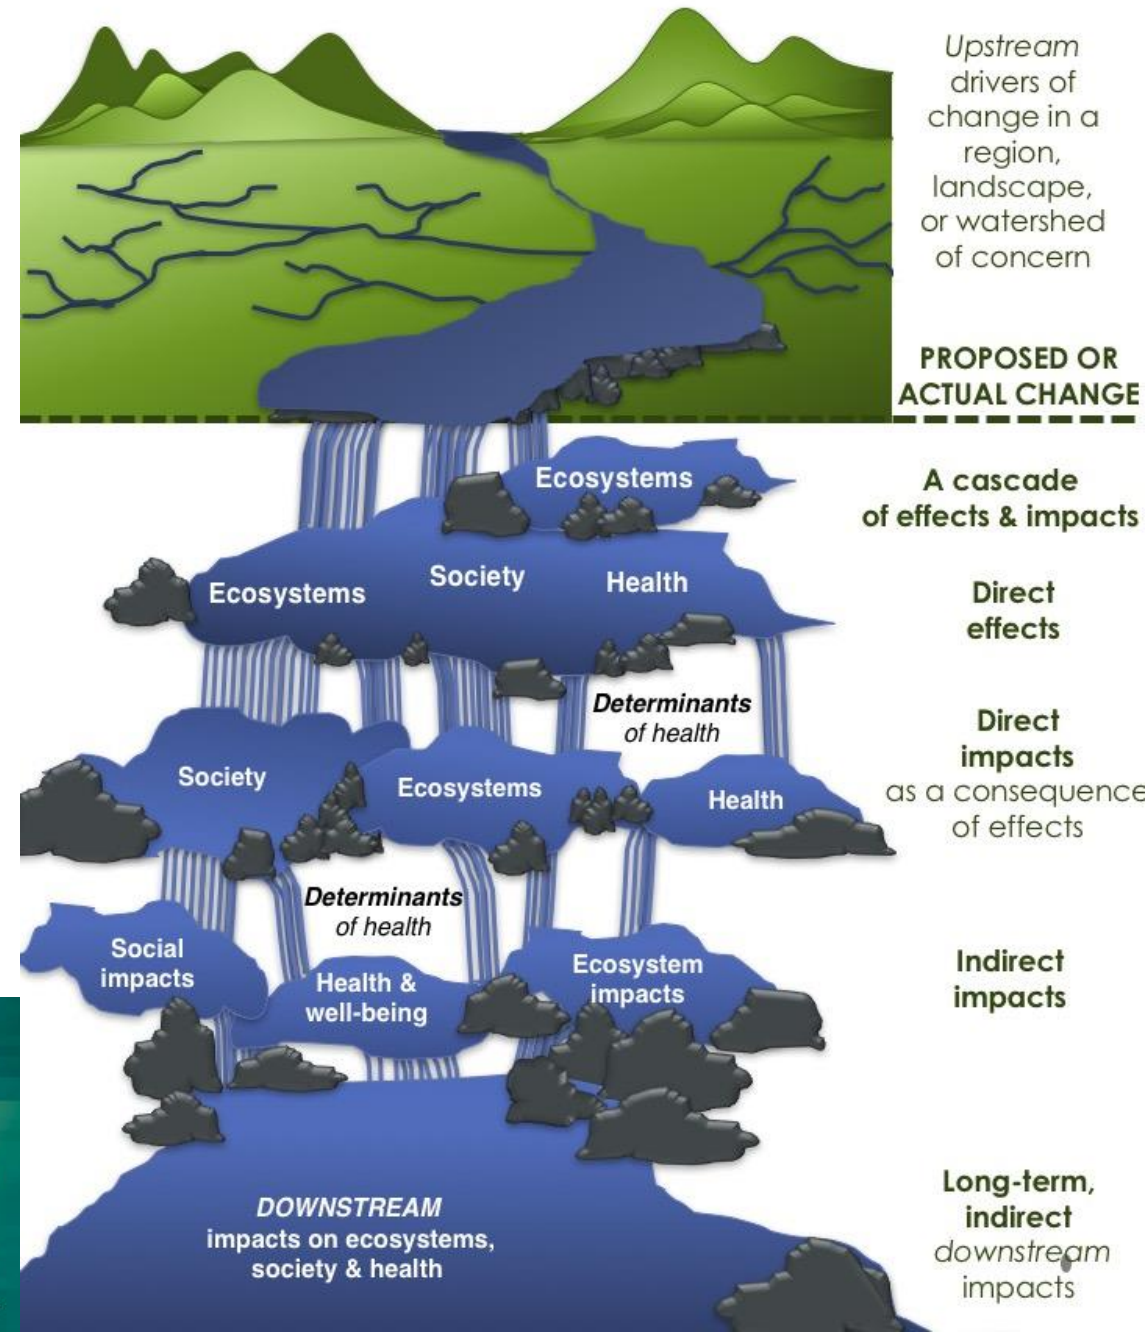 Upstream
drivers of
change in a
region,
landscape,
or watershed
of concern
PROPOSED OR
ACTUAL CHANGE
Ecosystems
A cascade
of effects & impacts
Ecosystems
Society
Health
Direct
effects
Determinants
of health
Society
Ecosystems
Health
Direct
impacts
as a consequence
of effects
Determinants
of health
Social
impacts
Health &
well-being
Ecosystem
impacts
Indirect
impacts
DOWNSTREAM
impacts on ecosystems,
society & health
Long-term,
indirect
downstream
impacts